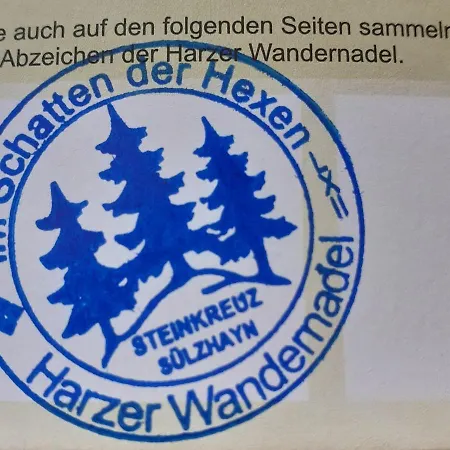 e auch auf den folgenden Seiten sammeln
Abzeichen der Harzer Wandernadel.
Im Schatten der Hexen
STEINKREUZ
SÜLZHAYN
Harzer Wandernadel